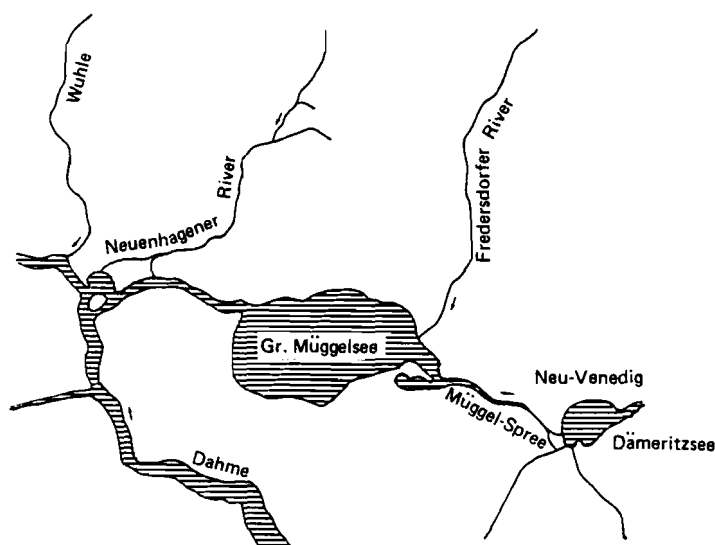 Wuhle
Neuenhagener River
Fredersdorfer River
Gr. Müggelsee
Neu-Venedig
Müggel-Spree
Dämeritzsee
Dahme